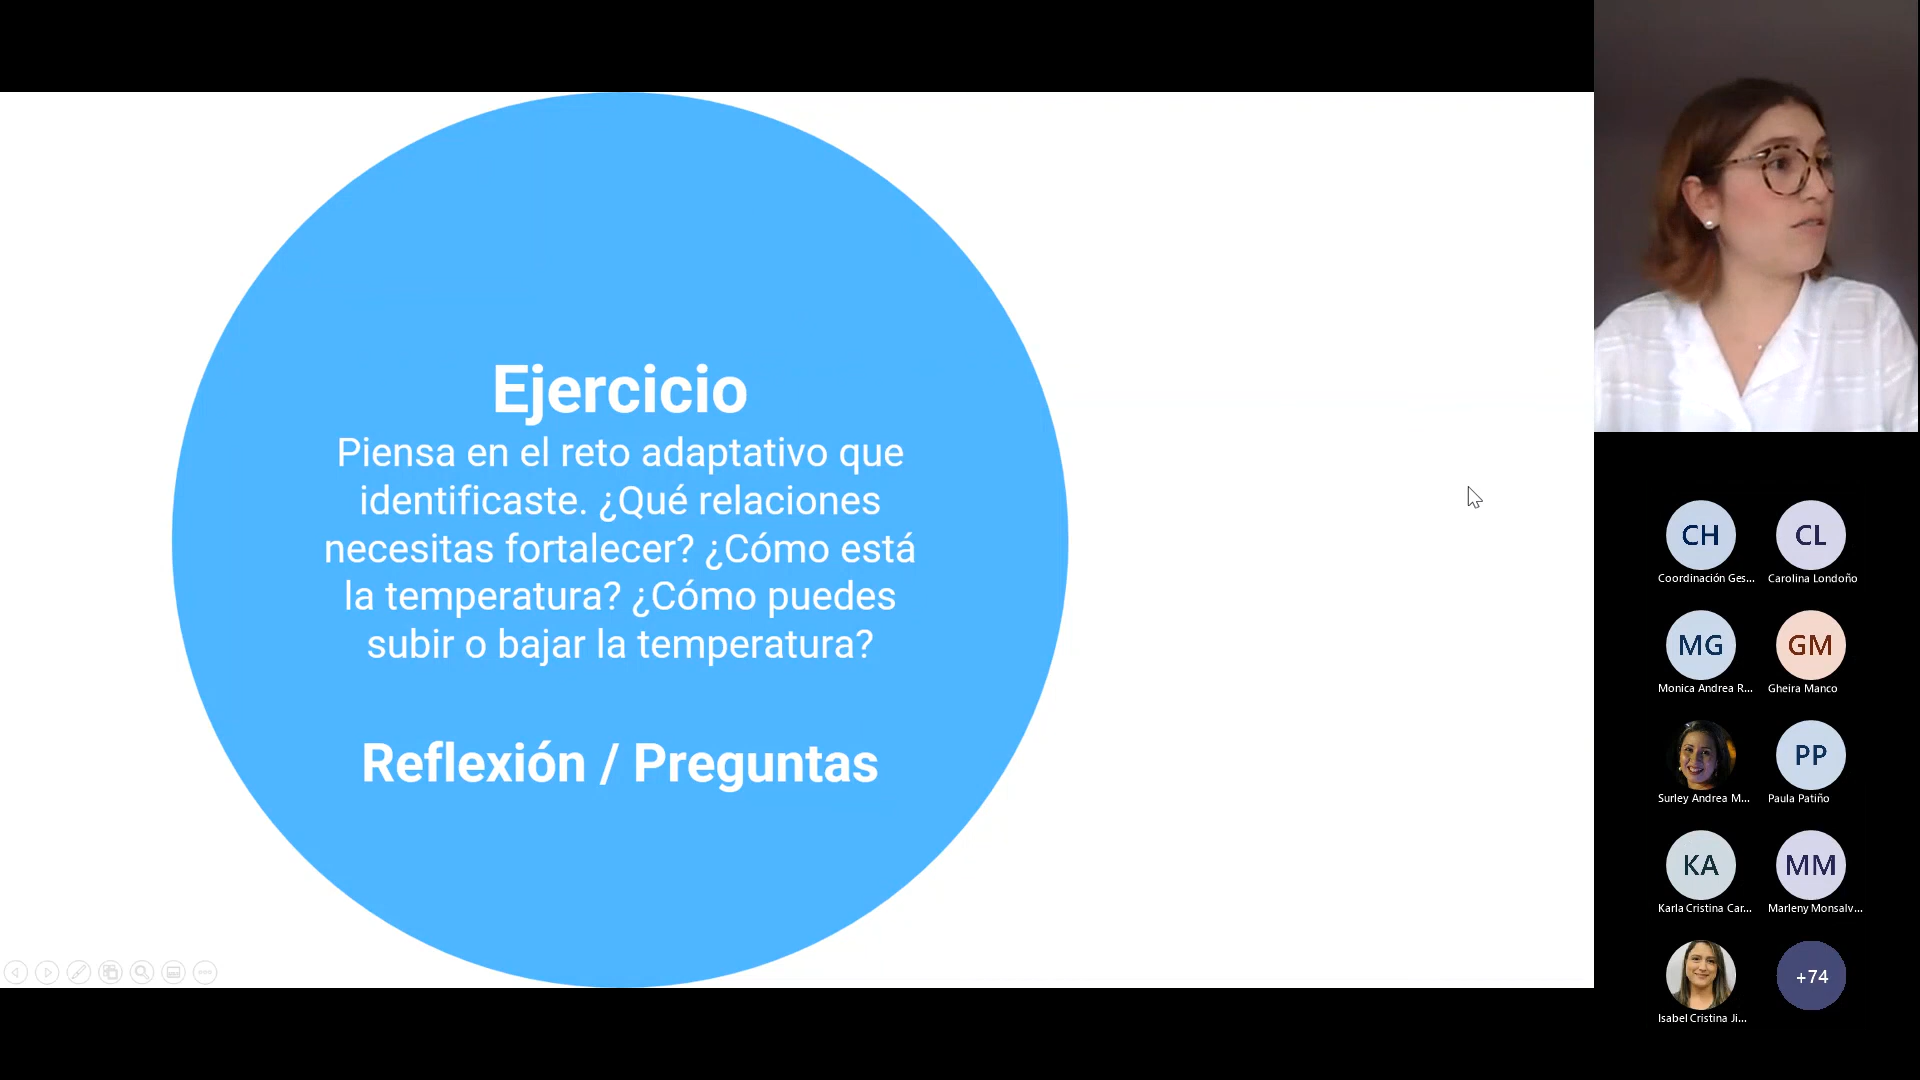 Ejercicio
Piensa en el reto adaptativo que
identificaste. ¿Qué relaciones
necesitas fortalecer? ¿Cómo está
la temperatura? ¿Cómo puedes
subir o bajar la temperatura?
Reflexión / Preguntas
CH
CL
Coordinación Ges...
Carolina Londoño
MG
GM
Monica Andrea R...
Gheira Manco
PP
Surley Andrea M...
Paula Patiño
KA
MM
Karla Cristina Car...
Marleny Monsalv...
+74
Isabel Cristina Ji...